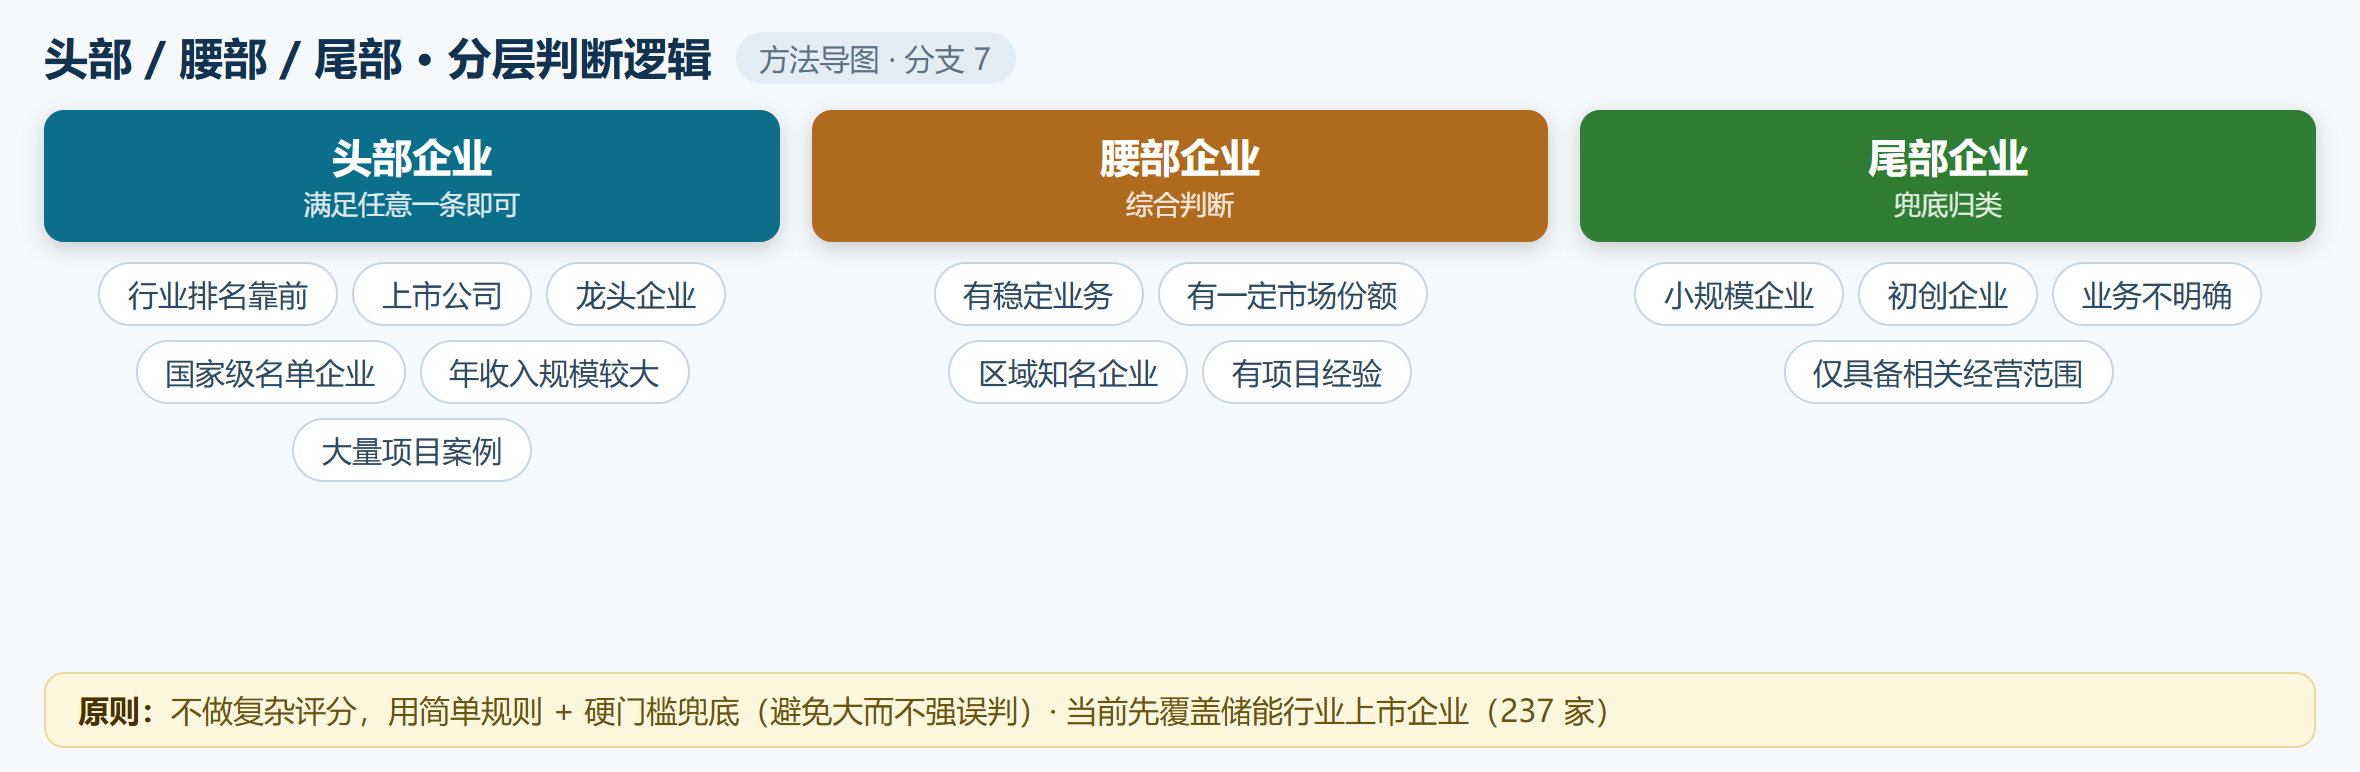 头部 / 腰部 / 尾部 · 分层判断逻辑
方法导图 · 分支 7
头部企业
满足任意一条即可
行业排名靠前
上市公司
龙头企业
国家级名单企业
年收入规模较大
大量项目案例
腰部企业
综合判断
有稳定业务
有一定市场份额
区域知名企业
有项目经验
尾部企业
兜底归类
小规模企业
初创企业
业务不明确
仅具备相关经营范围
原则：不做复杂评分，用简单规则 + 硬门槛兜底（避免大而不强误判）· 当前先覆盖储能行业上市企业（237 家）